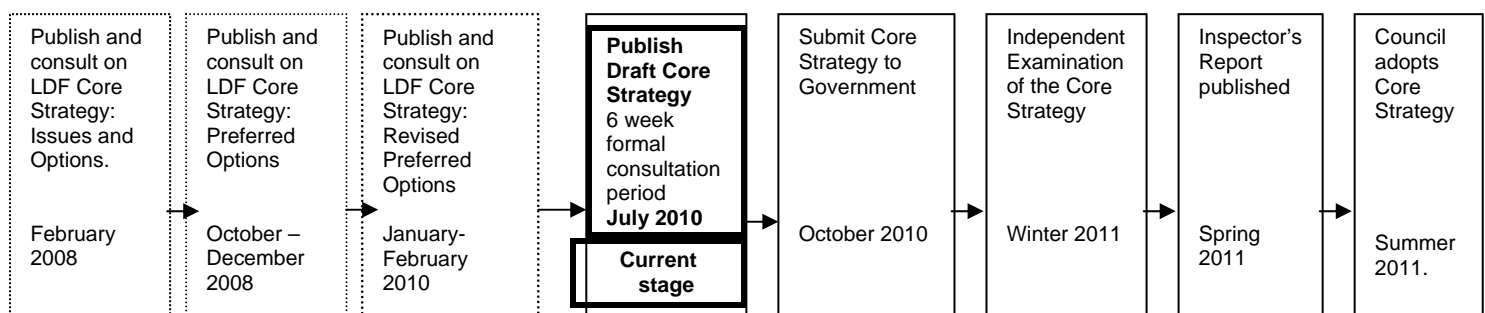 Publish and
consult on
LDF Core
Strategy:
Issues and
Options.
February
2008
Publish and
consult on
LDF Core
Strategy:
Preferred
Options
October –
December
2008
Publish and
consult on
LDF Core
Strategy:
Revised
Preferred
Options
January-
February
2010
Publish
Draft Core
Strategy
6 week
formal
consultation
period
July 2010
Current
stage
Submit Core
Strategy to
Government
October 2010
Independent
Examination
of the Core
Strategy
Winter 2011
Inspector's
Report
published
Spring
2011
Council
adopts
Core
Strategy
Summer
2011.